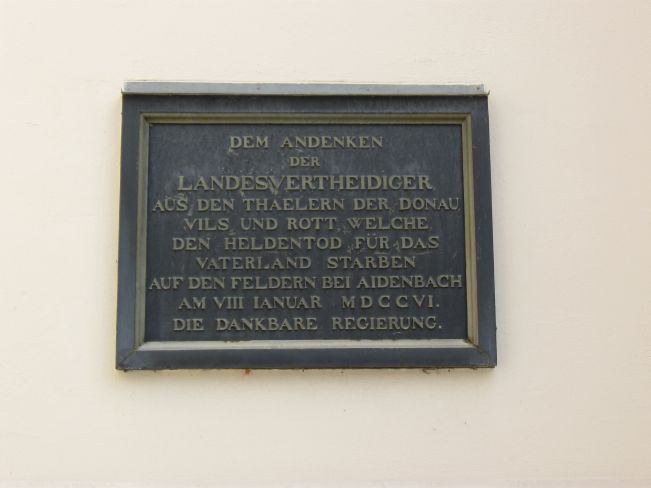 DEM ANDENKEN
DER
LANDESVERTHEIDIGER
AUS DEN THAELERN DER DONAU,
VILS UND ROTT, WELCHE
DEN HELDENTOD FÜR DAS
VATERLAND STARBEN
AUF DEN FELDERN BEI AIDENBACH
AM VIII IANUAR MDCCVI.
DIE DANKBARE REGIERUNG.